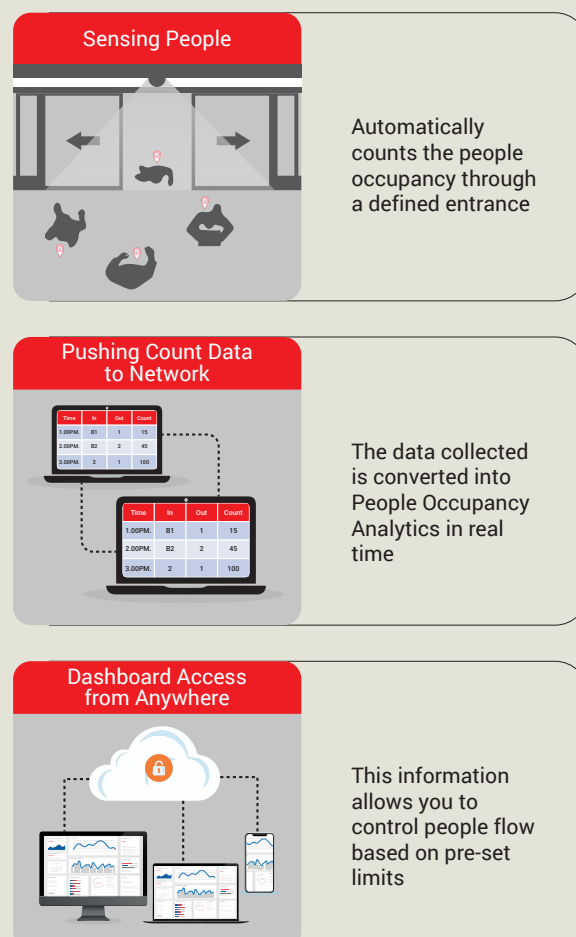 Sensing People
Automatically
counts the people
occupancy through
a defined entrance
Pushing Count Data
to Network
Time In Out Count
1.00PM. B1 1 15
2.00PM. B2 2 45
3.00PM. 2 1 100
Time In Out Count
1.00PM. B1 1 15
2.00PM. B2 2 45
3.00PM. 2 1 100
The data collected
is converted into
People Occupancy
Analytics in real
time
Dashboard Access
from Anywhere
This information
allows you to
control people flow
based on pre-set
limits